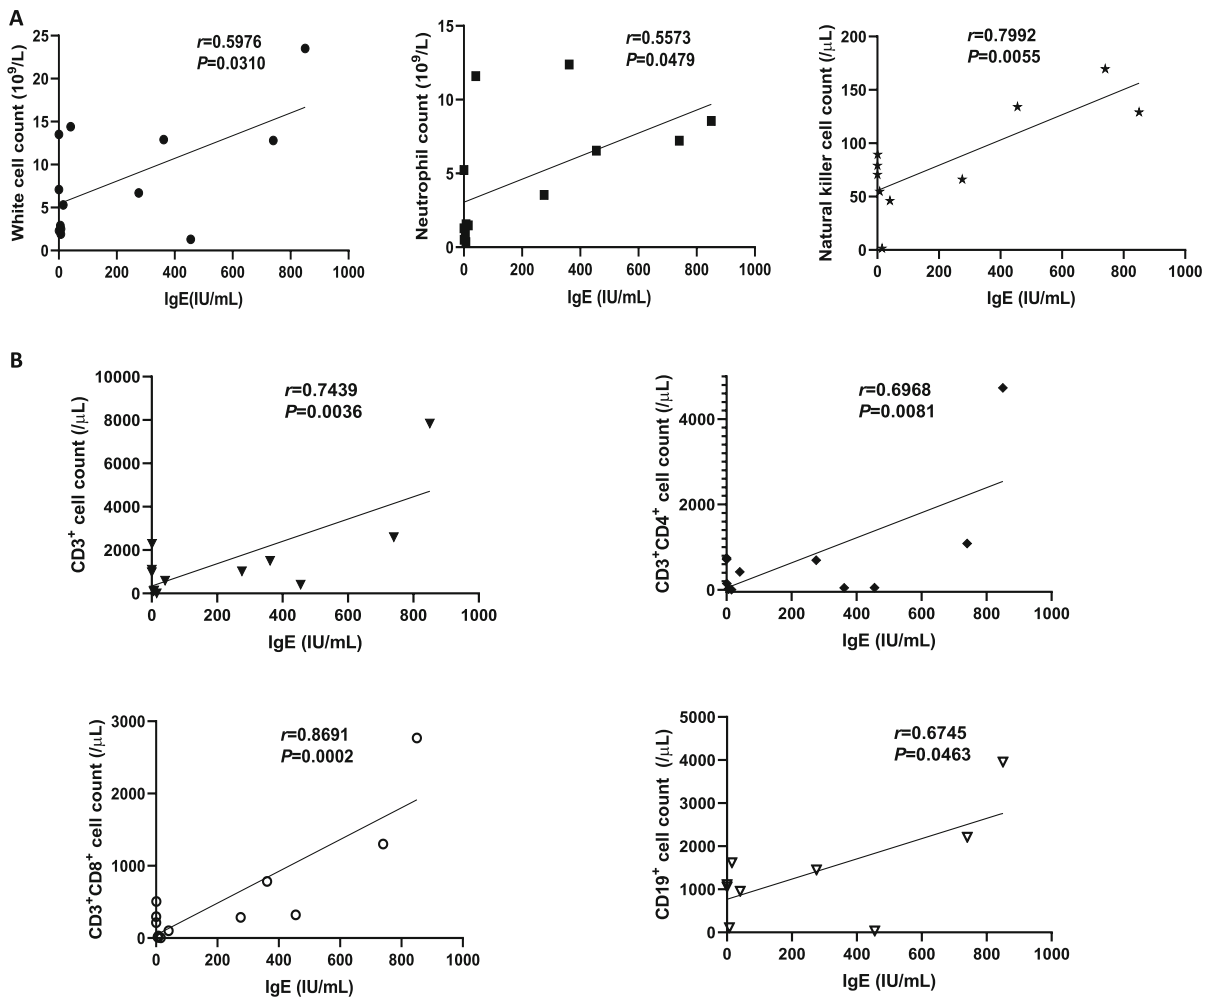 A
White cell count (10⁹/L)
25
20
15
10
5
0
r=0.5976
P=0.0310
0 200 400 600 800 1000
IgE(IU/mL)
Neutrophil count (10⁹/L)
15
10
5
0
r=0.5573
P=0.0479
0 200 400 600 800 1000
IgE (IU/mL)
Natural killer cell count (/μL)
200
150
100
50
0
r=0.7992
P=0.0055
0 200 400 600 800 1000
IgE (IU/mL)
B
CD3⁺ cell count (/μL)
10000
8000
6000
4000
2000
0
r=0.7439
P=0.0036
0 200 400 600 800 1000
IgE (IU/mL)
CD3⁺CD4⁺ cell count (/μL)
4000
2000
0
r=0.6968
P=0.0081
0 200 400 600 800 1000
IgE (IU/mL)
CD3⁺CD8⁺ cell count (/μL)
3000
2000
1000
0
r=0.8691
P=0.0002
0 200 400 600 800 1000
IgE (IU/mL)
CD19⁺ cell count (/μL)
5000
4000
3000
2000
1000
0
r=0.6745
P=0.0463
0 200 400 600 800 1000
IgE (IU/mL)